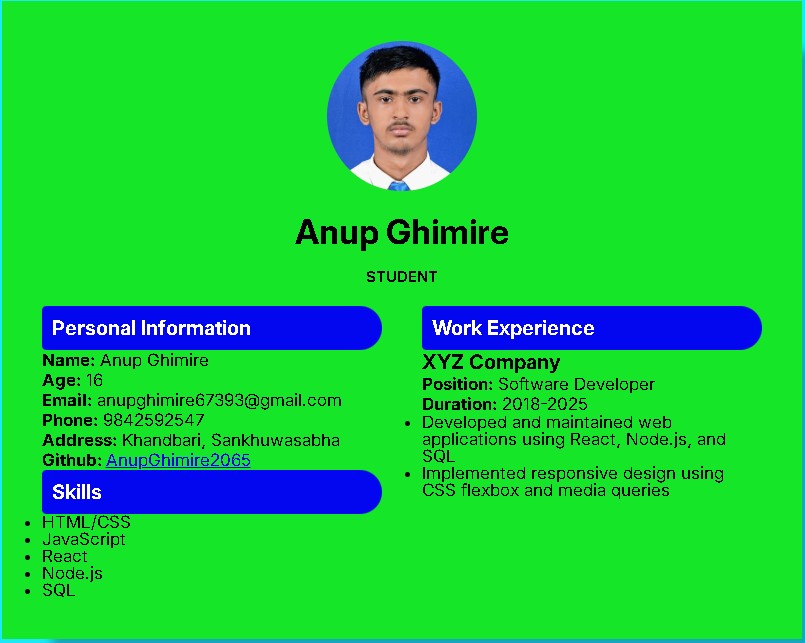 Anup Ghimire
STUDENT
Personal Information
Name: Anup Ghimire
Age: 16
Email: anupghimire67393@gmail.com
Phone: 9842592547
Address: Khandbari, Sankhuwasabha
Github: AnupGhimire2065
Skills
• HTML/CSS
• JavaScript
• React
• Node.js
• SQL
Work Experience
XYZ Company
Position: Software Developer
Duration: 2018-2025
• Developed and maintained web
applications using React, Node.js, and
SQL
• Implemented responsive design using
CSS flexbox and media queries